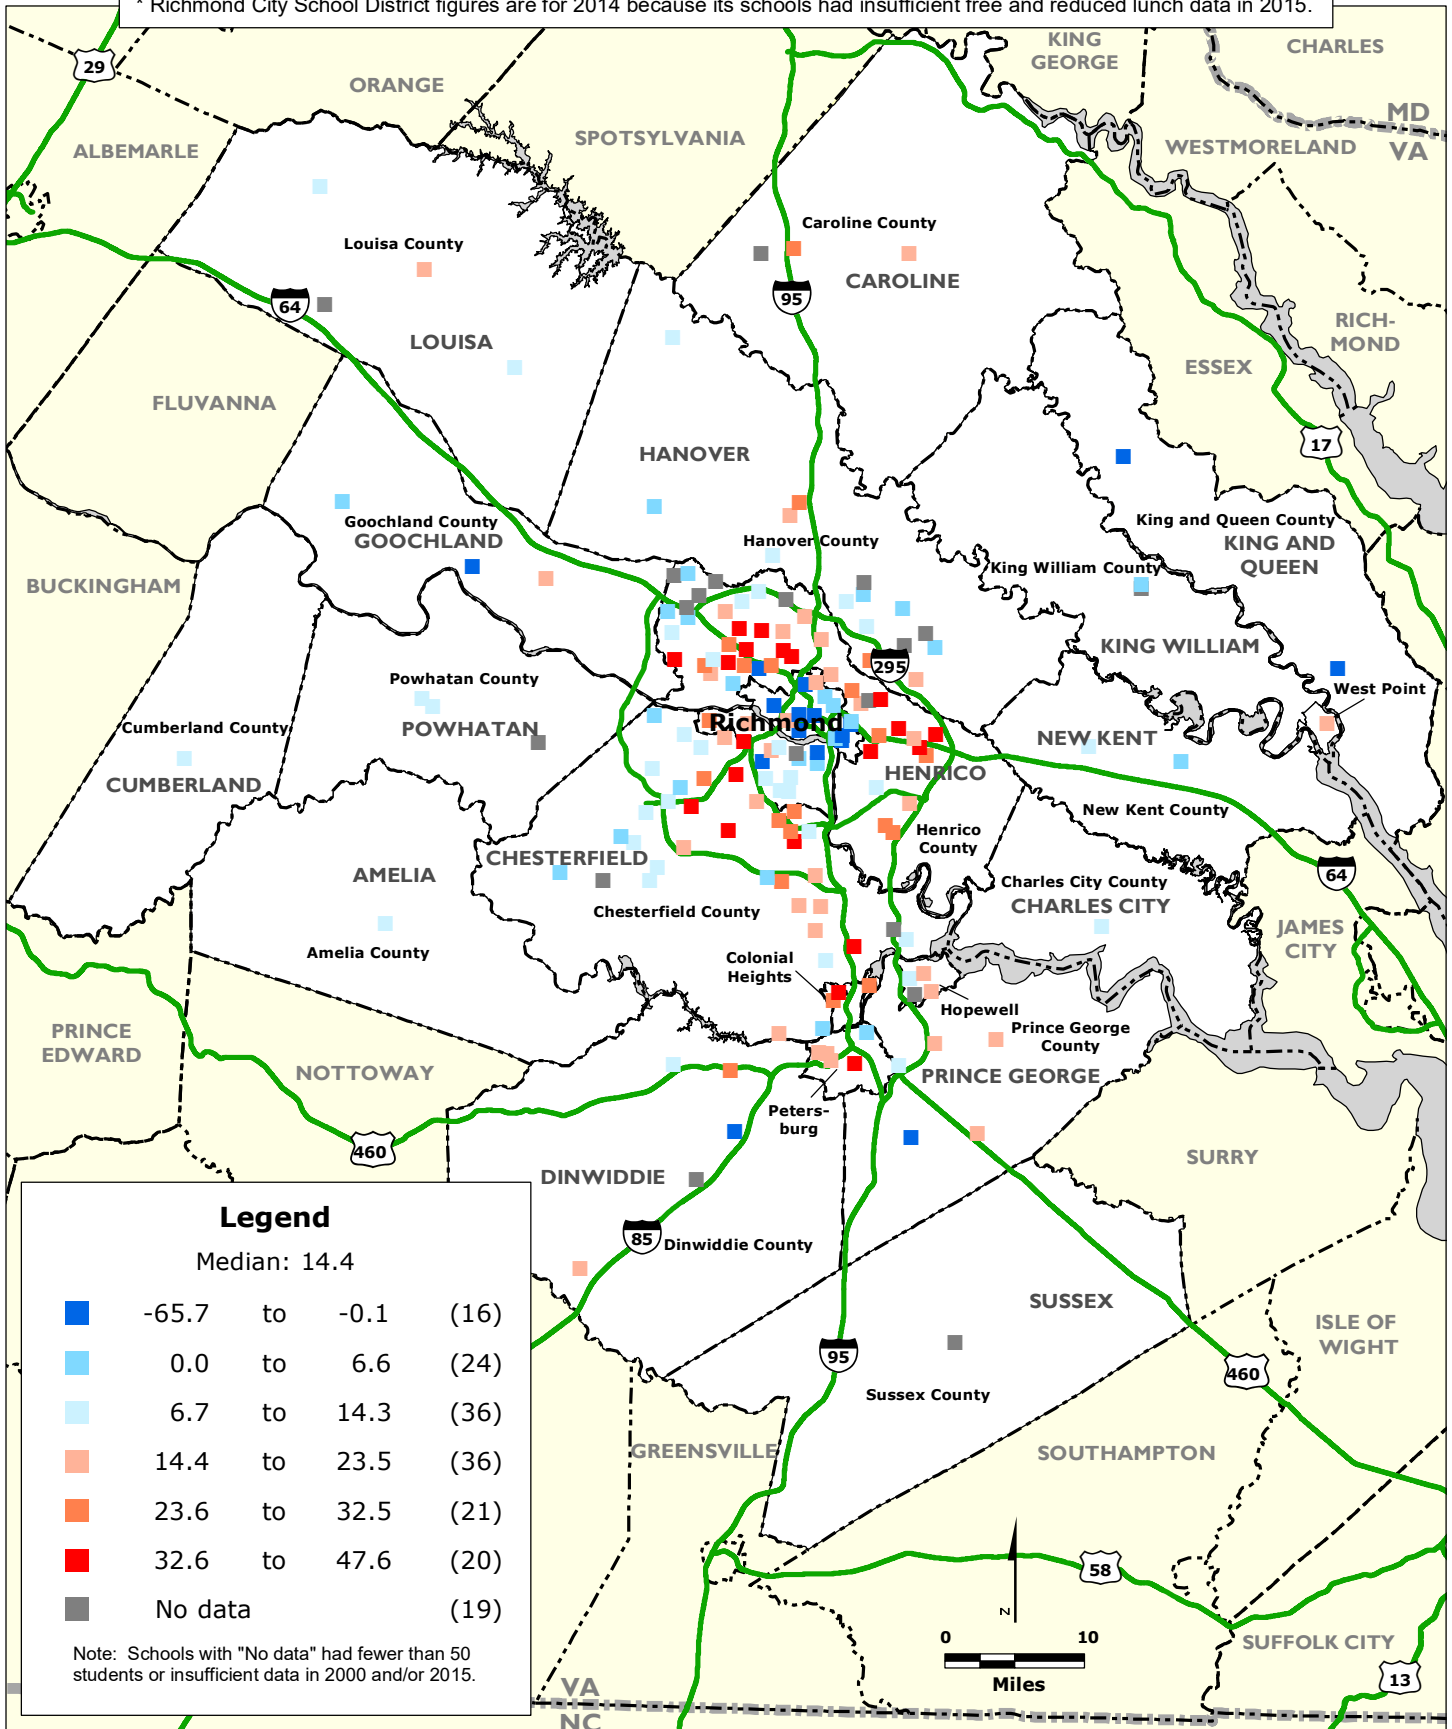 * Richmond City School District figures are for 2014 because its schools had insufficient free and reduced lunch data in 2015.
29
ORANGE
KING
GEORGE
CHARLES
MD
VA
ALBEMARLE
SPOTSYLVANIA
WESTMORELAND
Louisa County
Caroline County
CAROLINE
64
95
LOUISA
RICH-
MOND
ESSEX
FLUVANNA
17
HANOVER
Goochland County
GOOCHLAND
Hanover County
King and Queen County
KING AND
QUEEN
King William County
BUCKINGHAM
KING WILLIAM
295
Powhatan County
POWHATAN
West Point
Cumberland County
CUMBERLAND
Richmond
NEW KENT
HENRICO
New Kent County
Henrico
County
CHESTERFIELD
AMELIA
64
Charles City County
CHARLES CITY
Chesterfield County
JAMES
CITY
Amelia County
Colonial
Heights
Hopewell
Prince George
County
PRINCE
EDWARD
NOTTOWAY
PRINCE GEORGE
Peters-
burg
460
DINWIDDIE
SURRY
85
Dinwiddie County
SUSSEX
ISLE OF
WIGHT
95
460
Sussex County
GREENSVILLE
SOUTHAMPTON
58
SUFFOLK CITY
13
VA
NC
N
0 10
Miles
Legend
Median: 14.4
-65.7 to -0.1 (16)
0.0 to 6.6 (24)
6.7 to 14.3 (36)
14.4 to 23.5 (36)
23.6 to 32.5 (21)
32.6 to 47.6 (20)
No data (19)
Note: Schools with "No data" had fewer than 50
students or insufficient data in 2000 and/or 2015.